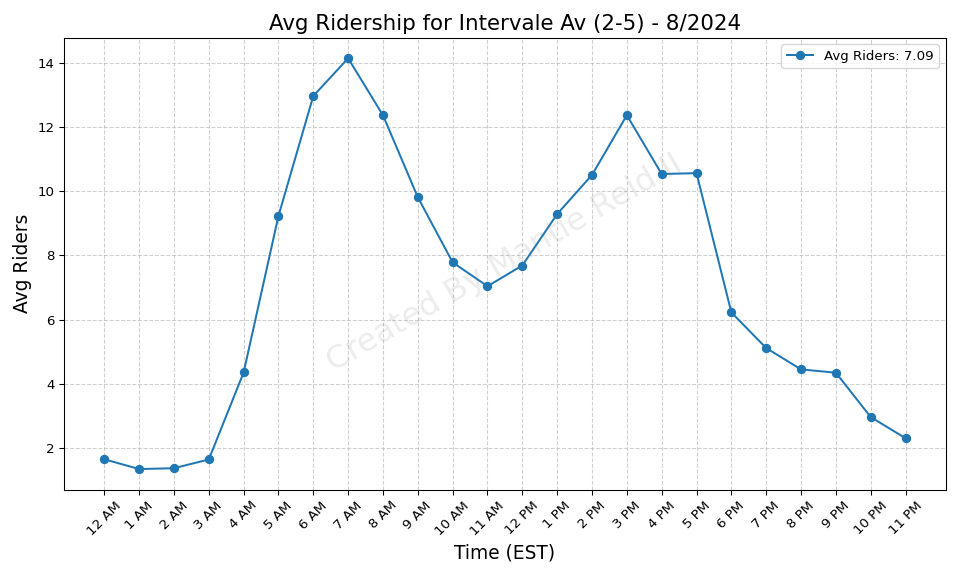 Avg Ridership for Intervale Av (2-5) - 8/2024
Avg Riders: 7.09
14
12
10
8
6
4
2
Avg Riders
Created By Mantie Reid II
12 AM
1 AM
2 AM
3 AM
4 AM
5 AM
6 AM
7 AM
8 AM
9 AM
10 AM
11 AM
12 PM
1 PM
2 PM
3 PM
4 PM
5 PM
6 PM
7 PM
8 PM
9 PM
10 PM
11 PM
Time (EST)